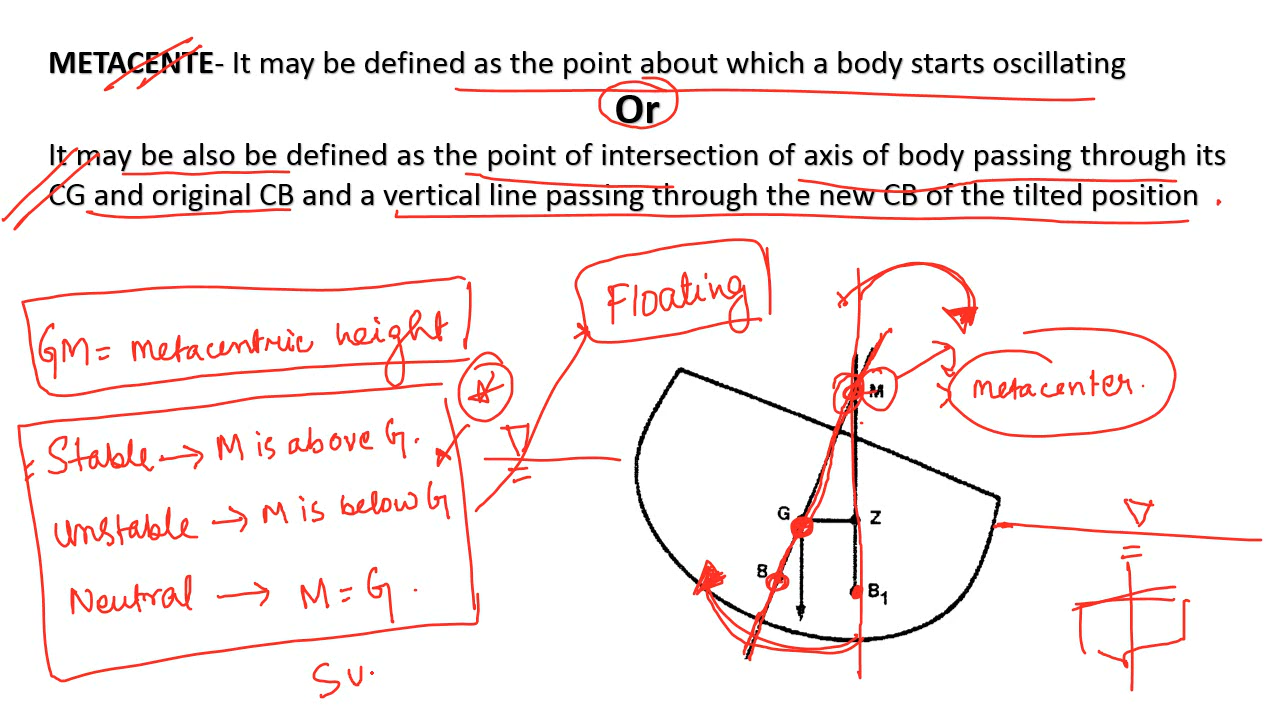 METACENTE- It may be defined as the point about which a body starts oscillating
Or
It may be also be defined as the point of intersection of axis of body passing through its
CG and original CB and a vertical line passing through the new CB of the tilted position .
Floating
GM = metacentric height
M
metacenter.
Stable → M is above G.
Unstable → M is below G
Neutral → M = G .
G
Z
B
B₁
Sv.